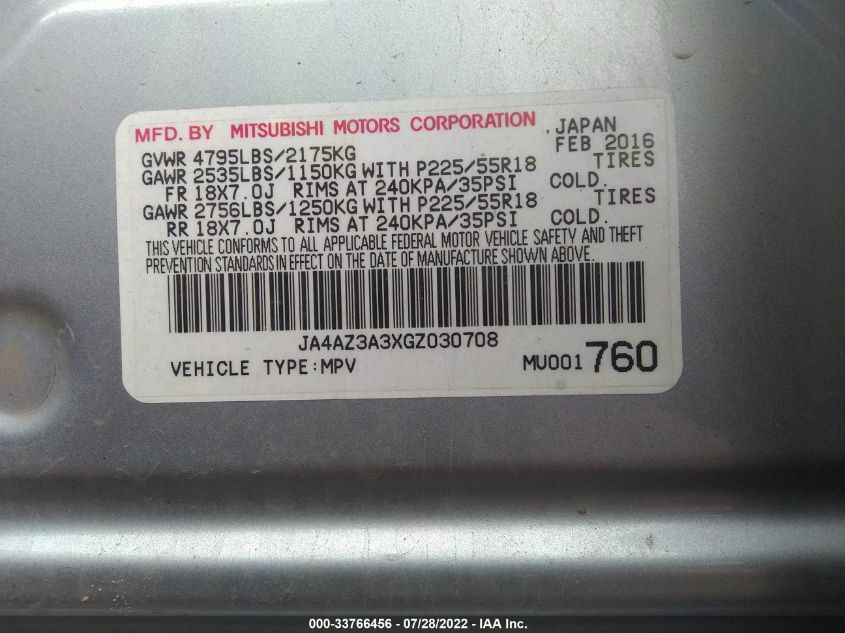 MFD. BY MITSUBISHI MOTORS CORPORATION , JAPAN
GVWR 4795LBS/2175KG FEB 2016
GAWR 2535LBS/1150KG WITH P225/55R18 TIRES
FR 18X7.0J RIMS AT 240KPA/35PSI COLD.
GAWR 2756LBS/1250KG WITH P225/55R18 TIRES
RR 18X7.0J RIMS AT 240KPA/35PSI COLD.
THIS VEHICLE CONFORMS TO ALL APPLICABLE FEDERAL MOTOR VEHICLE SAFETY AND THEFT
PREVENTION STANDARDS IN EFFECT ON THE DATE OF MANUFACTURE SHOWN ABOVE.
JA4AZ3A3XGZ030708
VEHICLE TYPE:MPV MU001 760
000-33766456 - 07/28/2022 - IAA Inc.